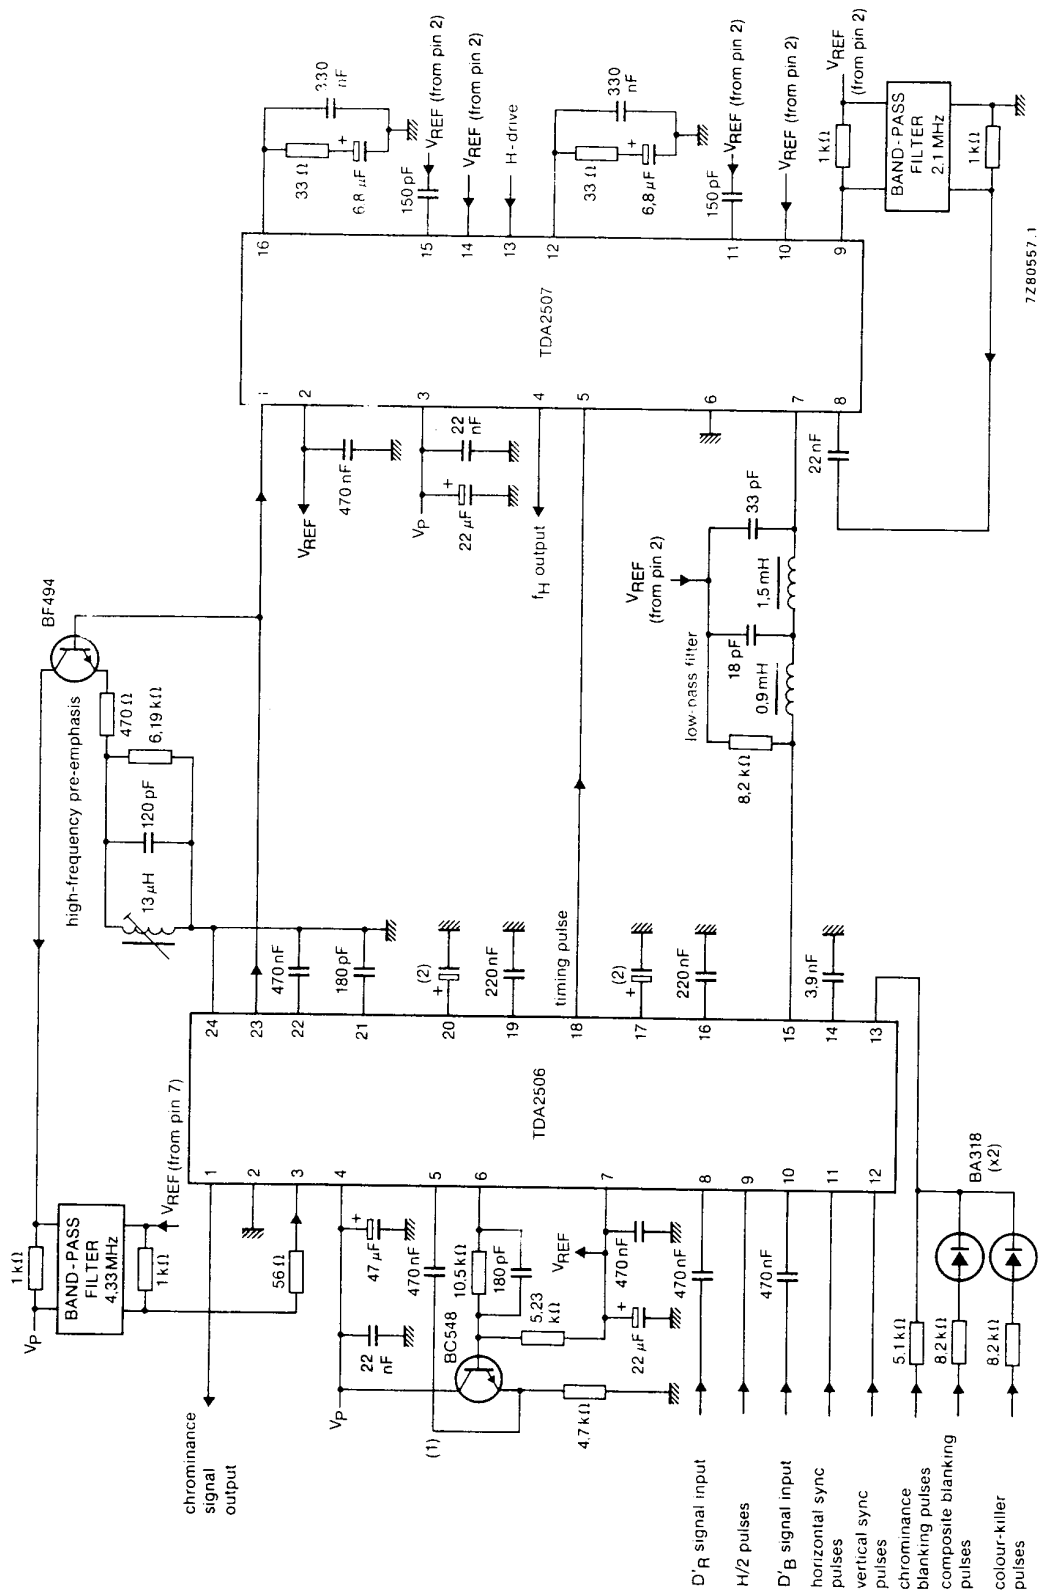 VP
1 kΩ
BAND-PASS
FILTER
4,33 MHz
1 kΩ
VREF (from pin 7)
chrominance
signal
output
56 Ω
VP
22
nF
47 µF
+
470 nF
(1)
BC548
10,5 kΩ
180 pF
5,23
kΩ
VREF
470 nF
22 µF
+
4,7 kΩ
470 nF
470 nF
D'R signal input
H/2 pulses
D'B signal input
horizontal sync
pulses
vertical sync
pulses
chrominance
blanking pulses
composite blanking
pulses
colour-killer
pulses
5,1 kΩ
8,2 kΩ
8,2 kΩ
BA318
(x2)
TDA2506
1
2
3
4
5
6
7
8
9
10
11
12
24
23
22
21
20
19
18
17
16
15
14
13
high-frequency pre-emphasis
BF494
470 Ω
6,19 kΩ
120 pF
13 µH
470 nF
180 pF
(2)
+
220 nF
timing pulse
(2)
+
220 nF
3,9 nF
8,2 kΩ
low-pass filter
0,9 mH
18 pF
VREF
(from pin 2)
1,5 mH
33 pF
22 nF
VREF
470 nF
VP
22 µF
+
22
nF
fH output
TDA2507
1
2
3
4
5
6
7
8
16
15
14
13
12
11
10
9
33 Ω
6,8 µF
+
330
nF
150 pF
VREF (from pin 2)
VREF (from pin 2)
H-drive
33 Ω
6,8 µF
+
330
nF
150 pF
VREF (from pin 2)
VREF (from pin 2)
1 kΩ
VREF
(from pin 2)
BAND-PASS
FILTER
2.1 MHz
1 kΩ
7Z80557.1